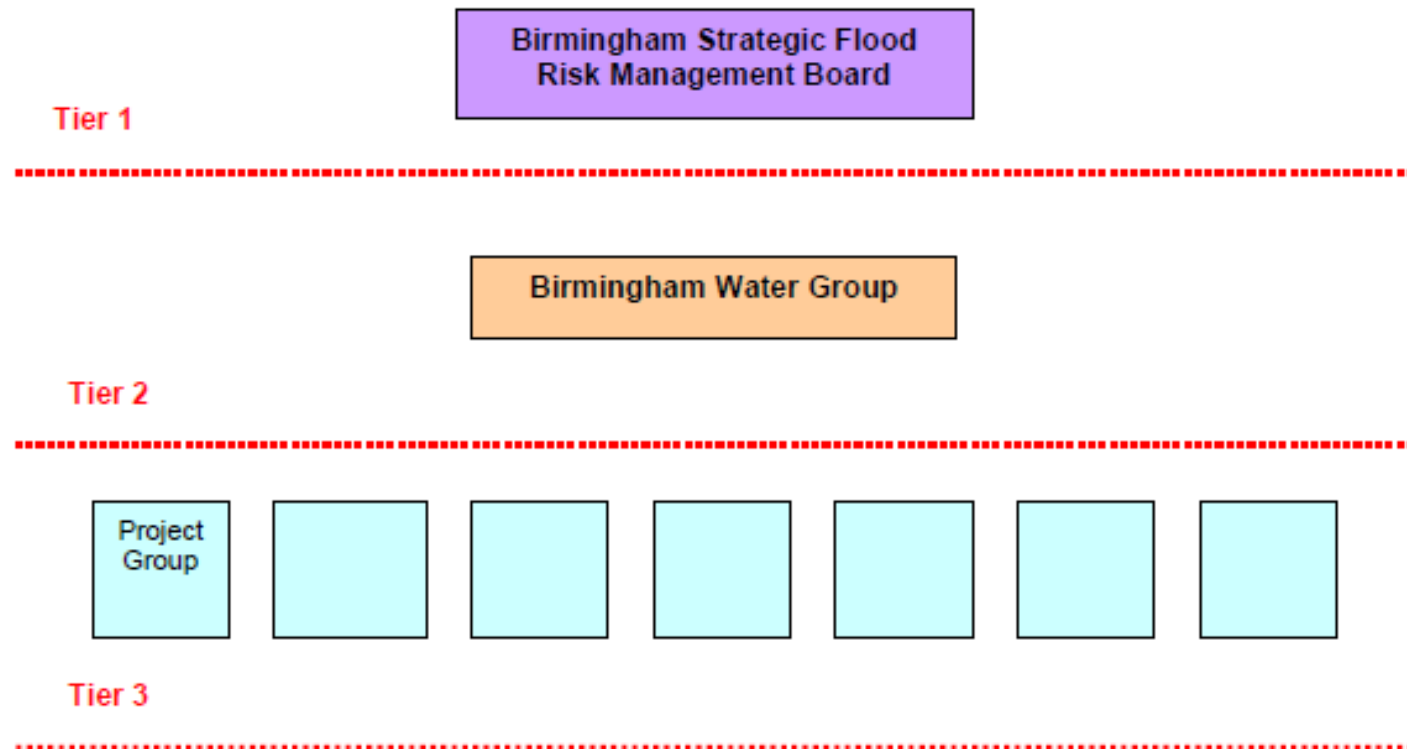 Birmingham Strategic Flood
Risk Management Board
Tier 1
Birmingham Water Group
Tier 2
Project
Group
Tier 3